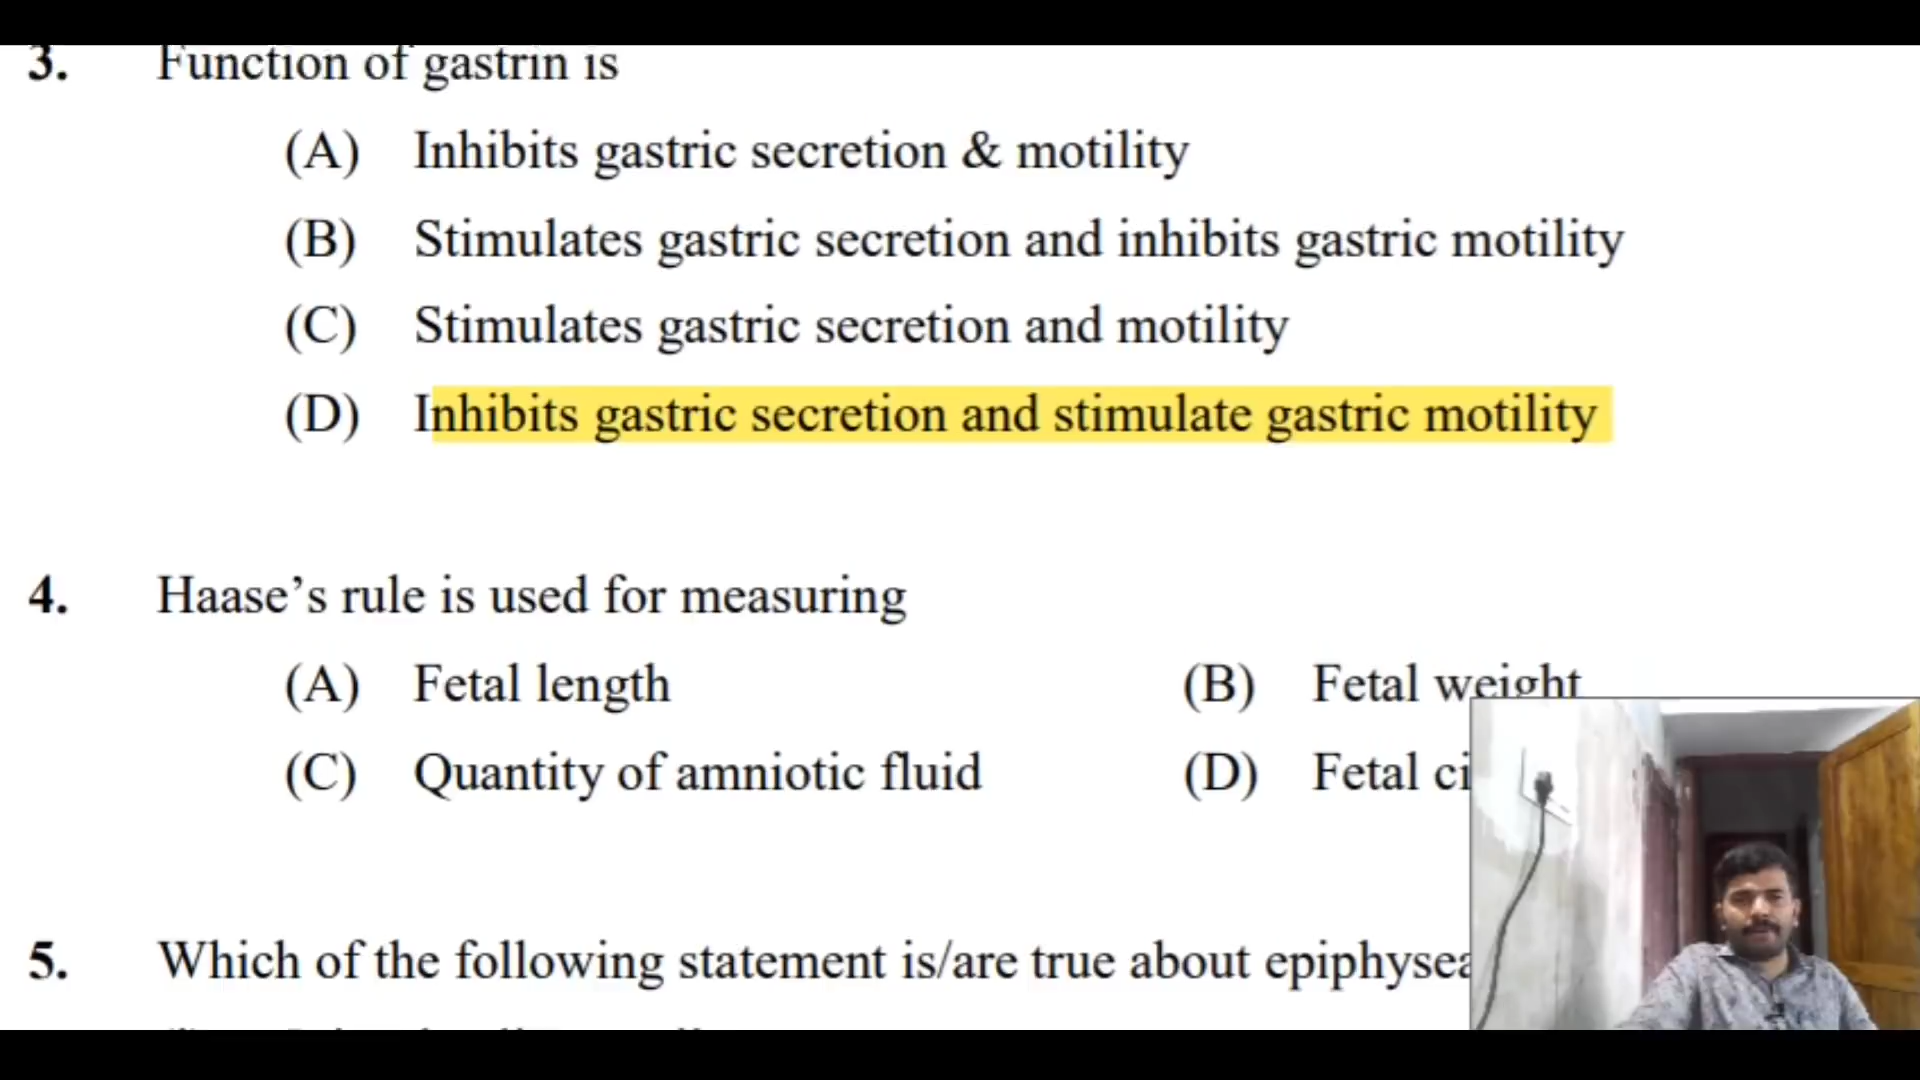 3. Function of gastrin is
(A) Inhibits gastric secretion & motility
(B) Stimulates gastric secretion and inhibits gastric motility
(C) Stimulates gastric secretion and motility
(D) Inhibits gastric secretion and stimulate gastric motility
4. Haase’s rule is used for measuring
(A) Fetal length (B) Fetal weight
(C) Quantity of amniotic fluid (D) Fetal
5. Which of the following statement is/are true about